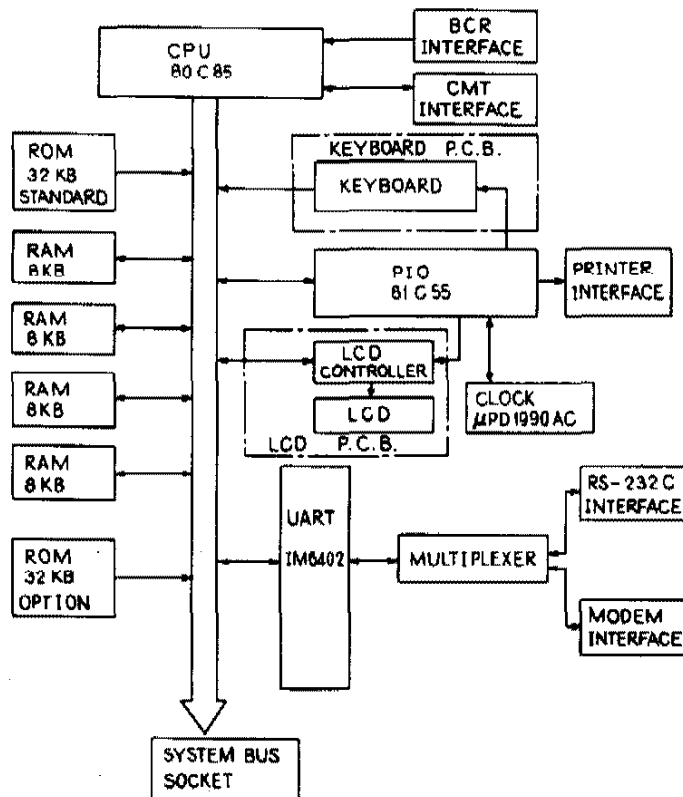 CPU
80C85
BCR
INTERFACE
CMT
INTERFACE
ROM
32 KB
STANDARD
KEYBOARD P.C.B.
KEYBOARD
RAM
8KB
PIO
81C55
PRINTER
INTERFACE
RAM
8KB
LCD
CONTROLLER
LCD
LCD P.C.B.
CLOCK
μPD1990AC
RAM
8KB
RAM
8KB
UART
IM6402
RS-232C
INTERFACE
MULTIPLEXER
ROM
32 KB
OPTION
MODEM
INTERFACE
SYSTEM BUS
SOCKET